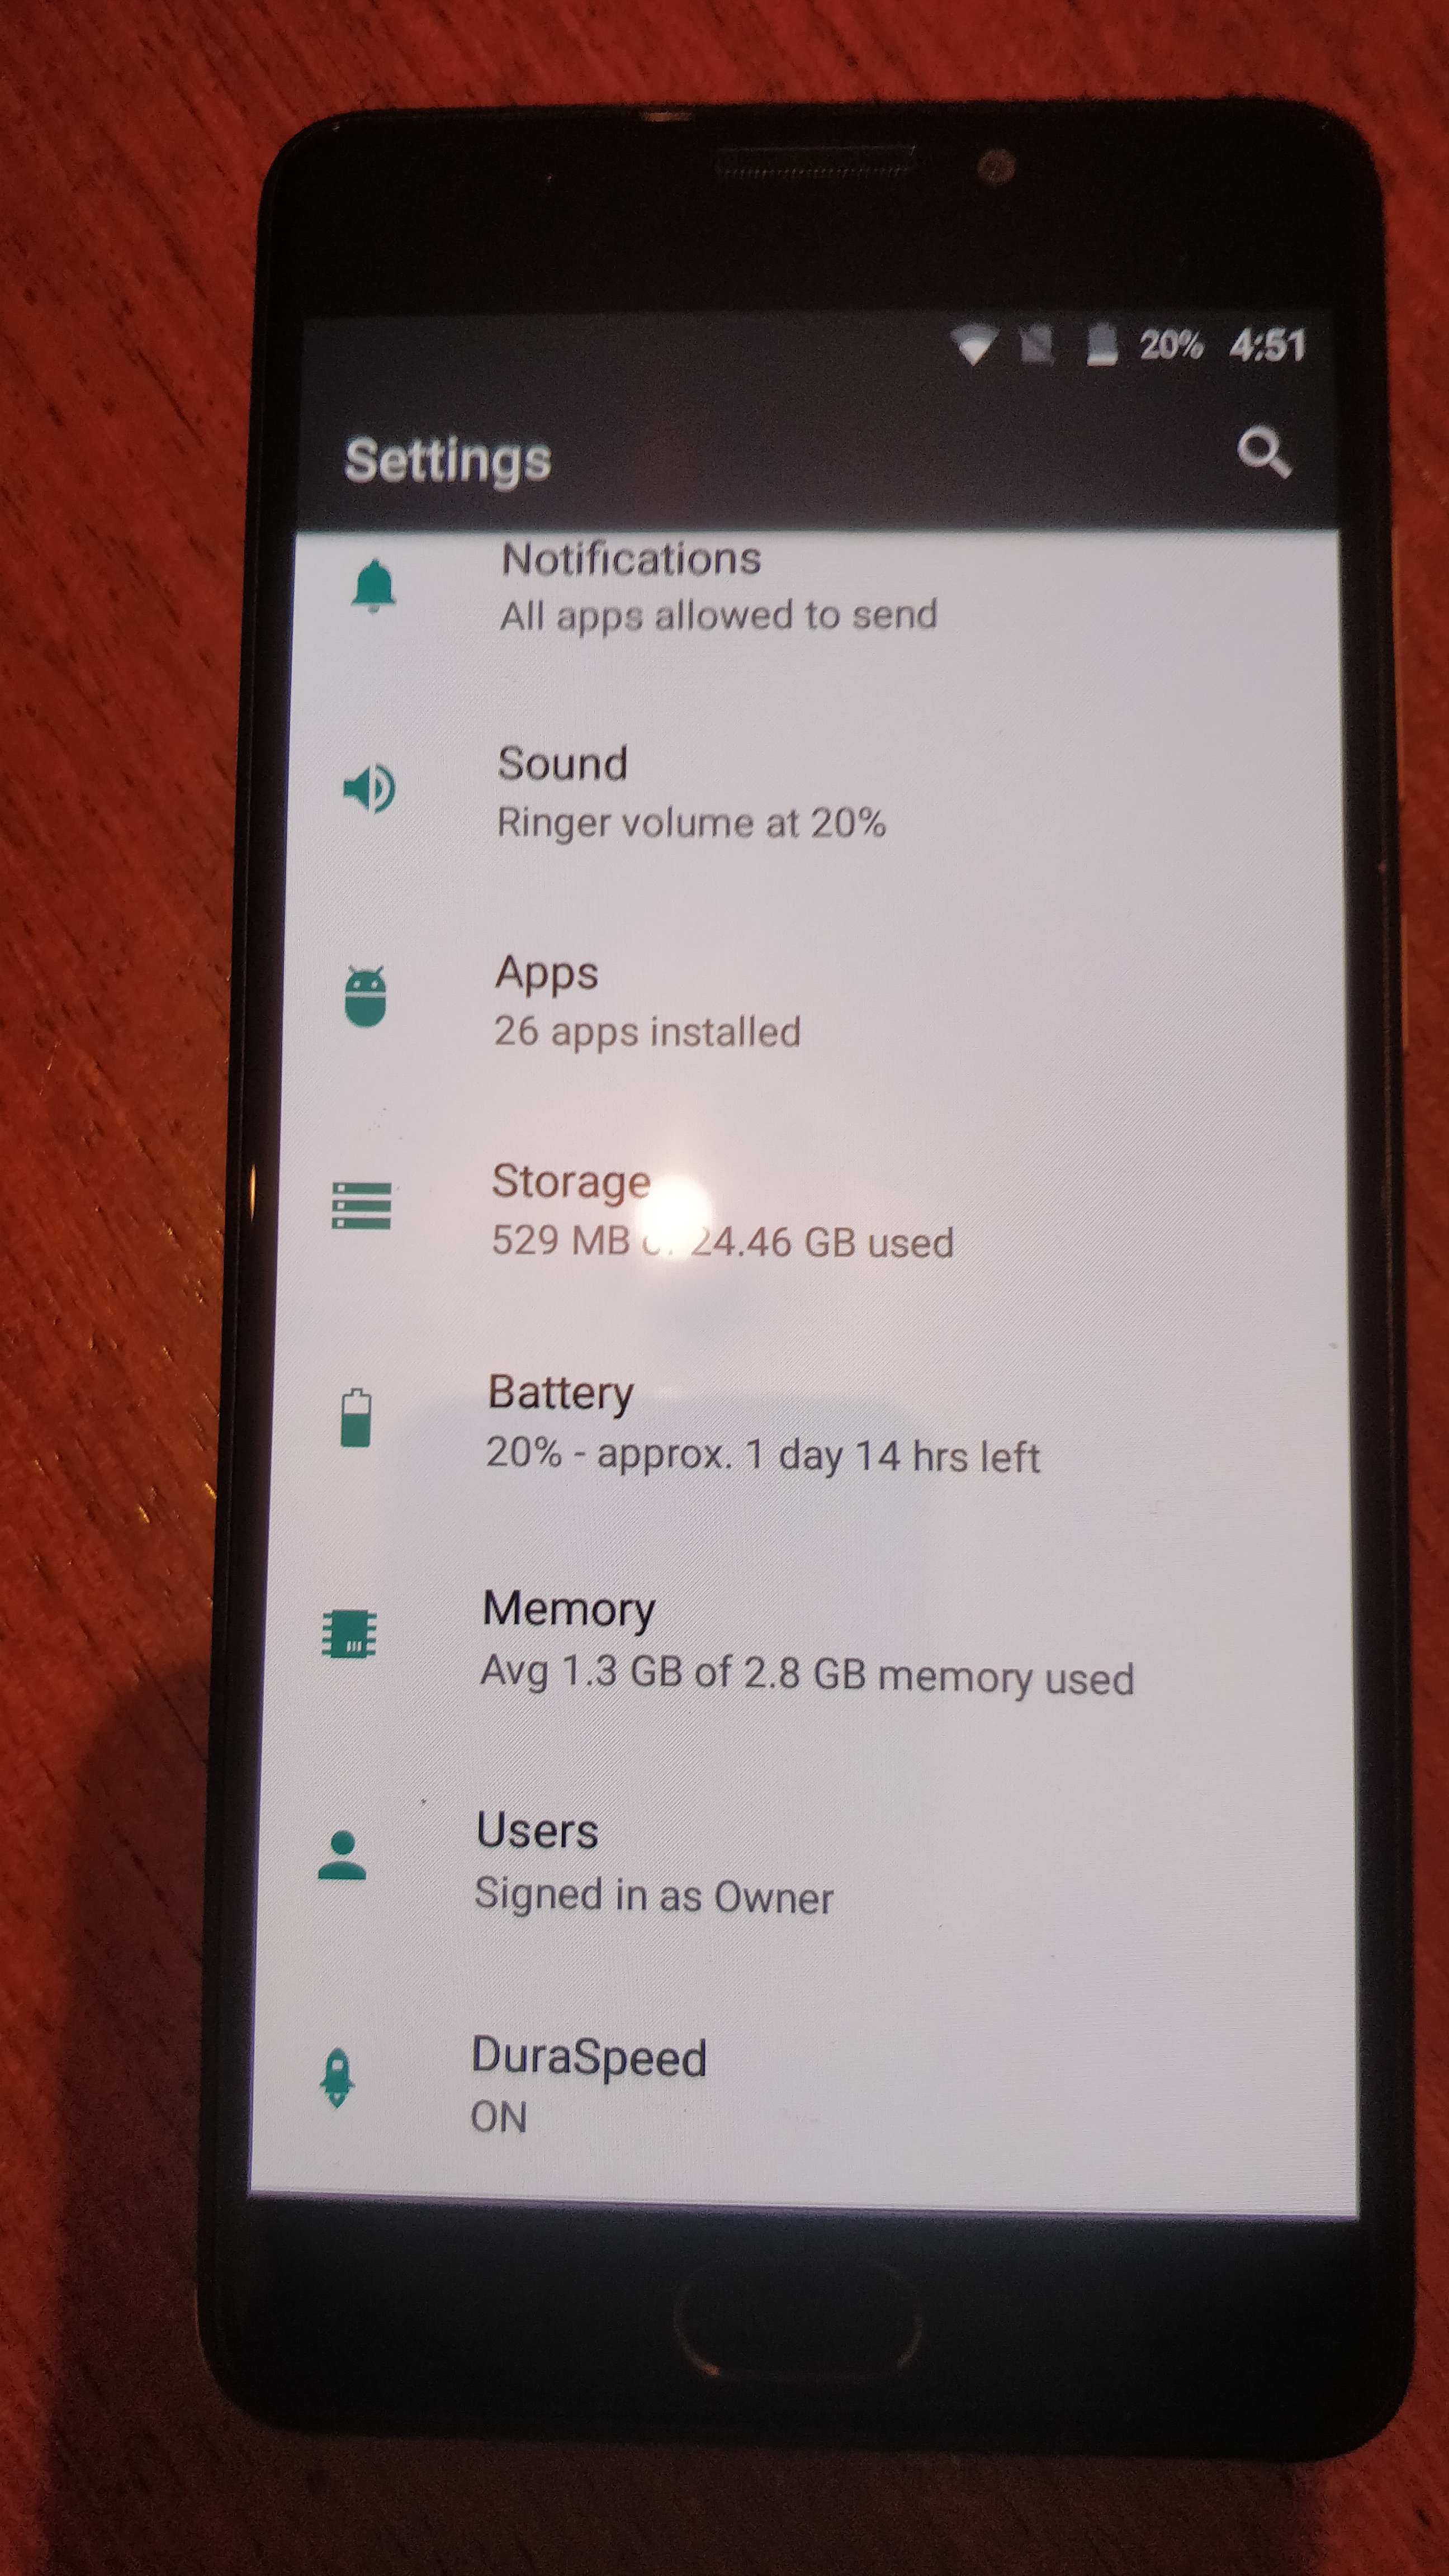 20% 4:51
Settings
Notifications
All apps allowed to send
Sound
Ringer volume at 20%
Apps
26 apps installed
Storage
529 MB 24.46 GB used
Battery
20% - approx. 1 day 14 hrs left
Memory
Avg 1.3 GB of 2.8 GB memory used
Users
Signed in as Owner
DuraSpeed
ON